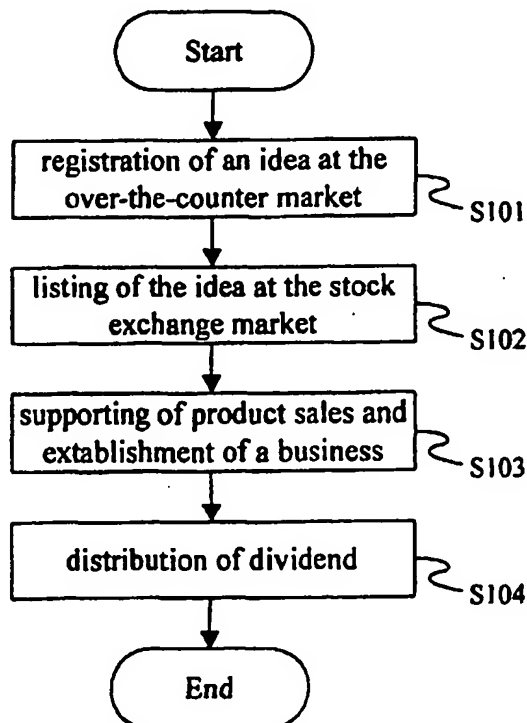 Start
registration of an idea at the
over-the-counter market
S101
listing of the idea at the stock
exchange market
S102
supporting of product sales and
extablishment of a business
S103
distribution of dividend
S104
End